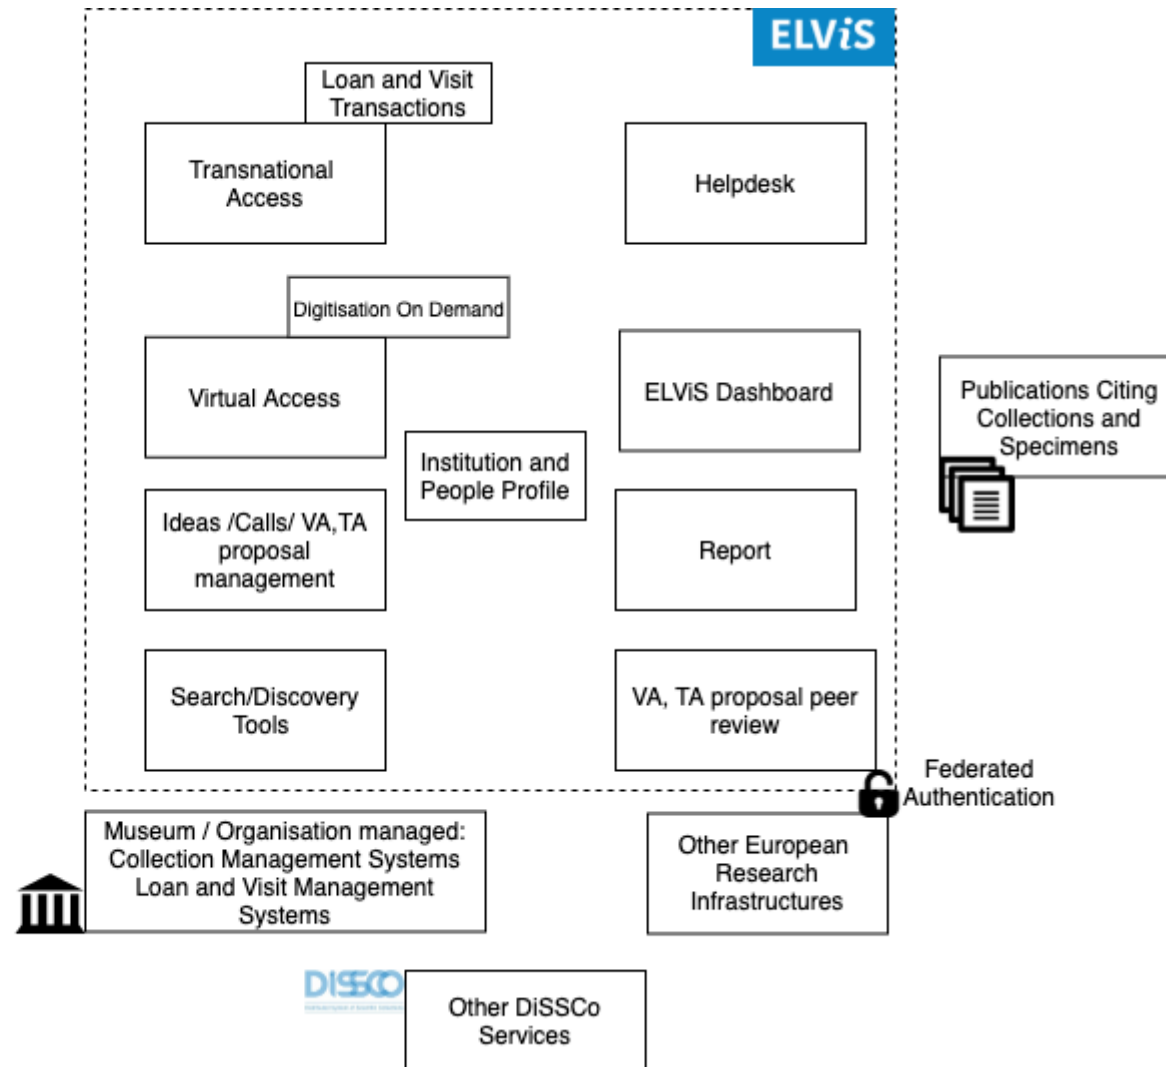 ELViS
Loan and Visit
Transactions
Transnational
Access
Helpdesk
Digitisation On Demand
Virtual Access
ELViS Dashboard
Publications Citing
Collections and
Specimens
Institution and
People Profile
Ideas /Calls/ VA,TA
proposal
management
Report
Search/Discovery
Tools
VA, TA proposal peer
review
Federated
Authentication
Museum / Organisation managed:
Collection Management Systems
Loan and Visit Management
Systems
Other European
Research
Infrastructures
DISSCO
Other DiSSCo
Services